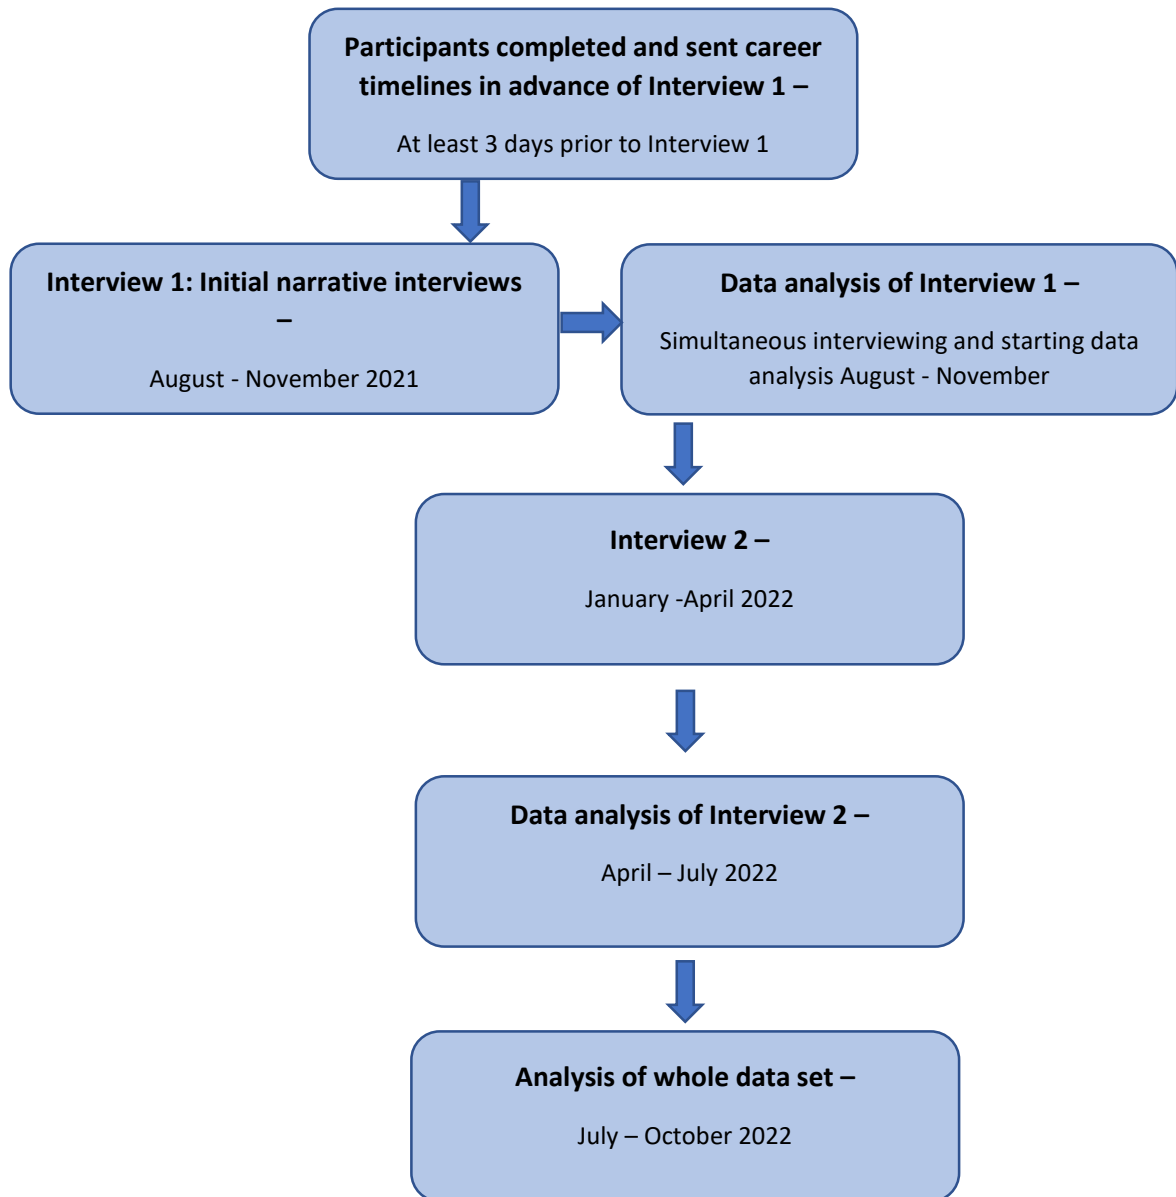 Participants completed and sent career
timelines in advance of Interview 1 –
At least 3 days prior to Interview 1
Interview 1: Initial narrative interviews
–
August - November 2021
Data analysis of Interview 1 –
Simultaneous interviewing and starting data
analysis August - November
Interview 2 –
January -April 2022
Data analysis of Interview 2 –
April – July 2022
Analysis of whole data set –
July – October 2022